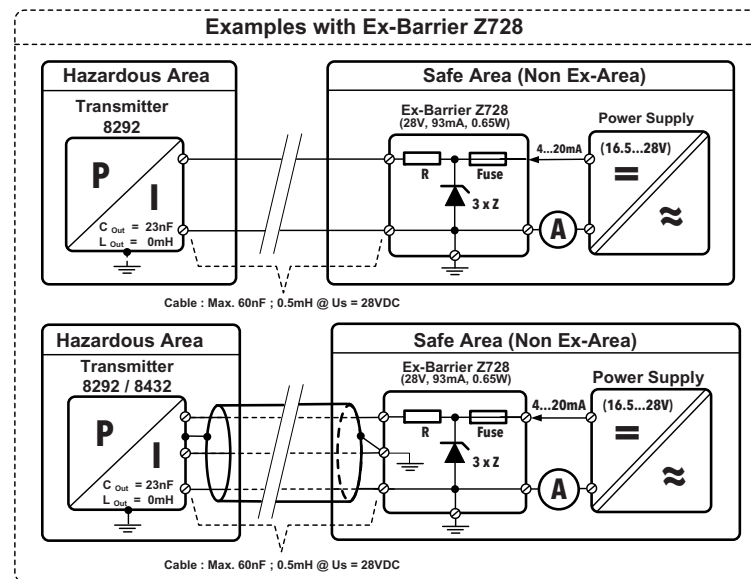 Examples with Ex-Barrier Z728
Hazardous Area
Transmitter
8292
P
I
C Out = 23nF
L Out = 0mH
Safe Area (Non Ex-Area)
Ex-Barrier Z728
(28V, 93mA, 0.65W)
R
Fuse
3 x Z
4...20mA
A
Power Supply
(16.5...28V)
=
≈
Cable : Max. 60nF ; 0.5mH @ Us = 28VDC
Hazardous Area
Transmitter
8292 / 8432
P
I
C Out = 23nF
L Out = 0mH
Safe Area (Non Ex-Area)
Ex-Barrier Z728
(28V, 93mA, 0.65W)
R
Fuse
3 x Z
4...20mA
A
Power Supply
(16.5...28V)
=
≈
Cable : Max. 60nF ; 0.5mH @ Us = 28VDC